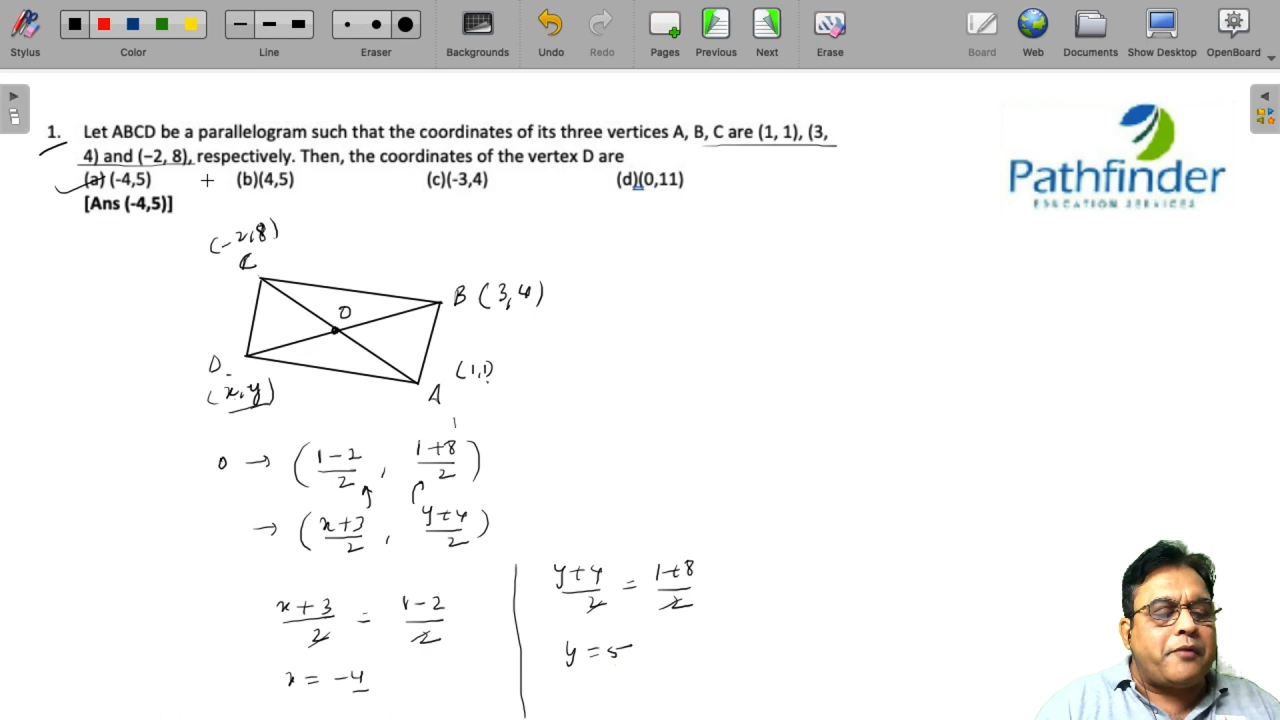 Stylus Color Line Eraser Backgrounds Undo Redo Pages Previous Next Erase Board Web Documents Show Desktop OpenBoard
1. Let ABCD be a parallelogram such that the coordinates of its three vertices A, B, C are (1, 1), (3,
4) and (−2, 8), respectively. Then, the coordinates of the vertex D are
(a) (-4,5) (b)(4,5) (c)(-3,4) (d)(0,11)
[Ans (-4,5)]
Pathfinder
EDUCATION SERVICES
(-2,8)
C
O
B (3,4)
D
(x,y)
(1,1)
A
O → (1-2/2, 1+8/2)
→ (x+3/2, y+4/2)
x+3/2 = 1-2/2
x = -4
y+4/2 = 1+8/2
y = 5